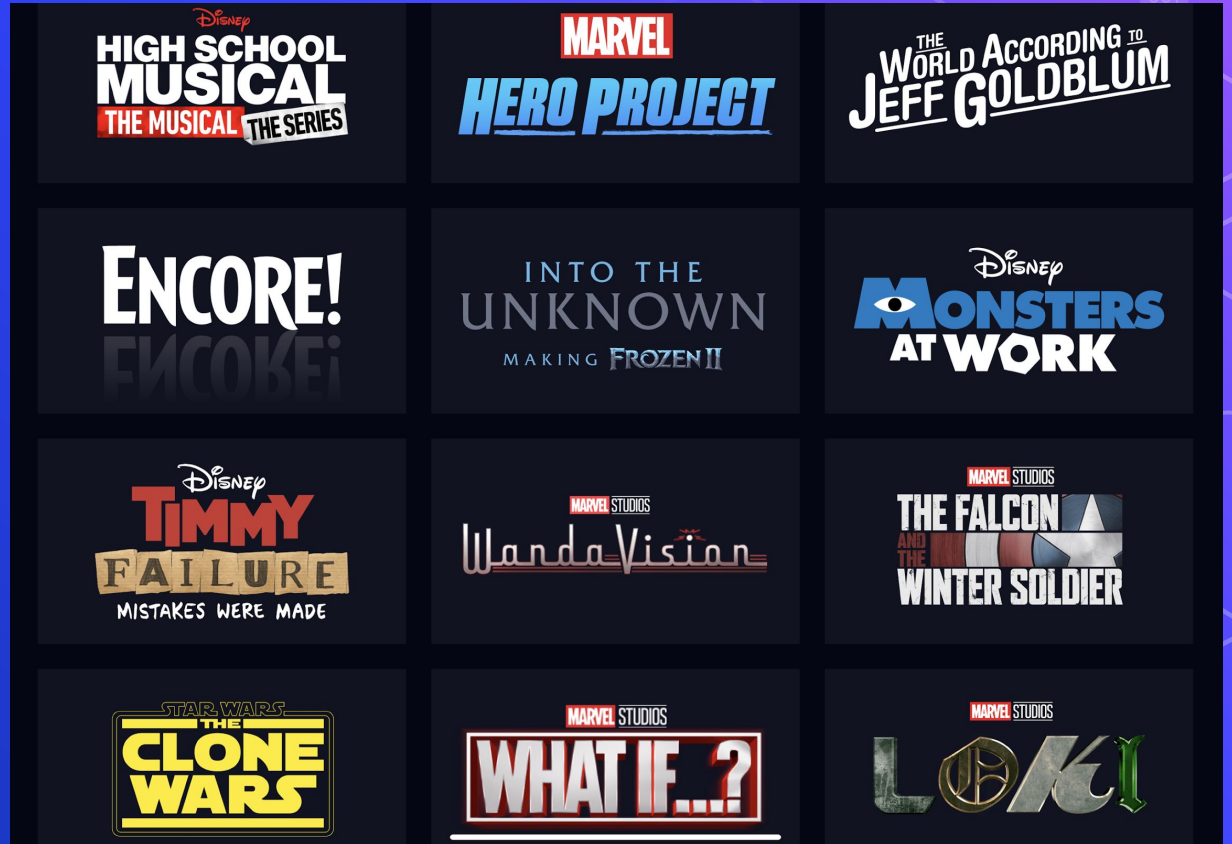 Disney
HIGH SCHOOL
MUSICAL
THE MUSICAL THE SERIES
MARVEL
HERO PROJECT
THE
WORLD ACCORDING TO
JEFF GOLDBLUM
ENCORE!
INTO THE
UNKNOWN
MAKING FROZEN II
Disney
MONSTERS
AT WORK
Disney
TIMMY
FAILURE
MISTAKES WERE MADE
MARVEL STUDIOS
WandaVision
MARVEL STUDIOS
THE FALCON
AND
THE
WINTER SOLDIER
STAR WARS
THE
CLONE
WARS
MARVEL STUDIOS
WHAT IF...?
MARVEL STUDIOS
LOKI